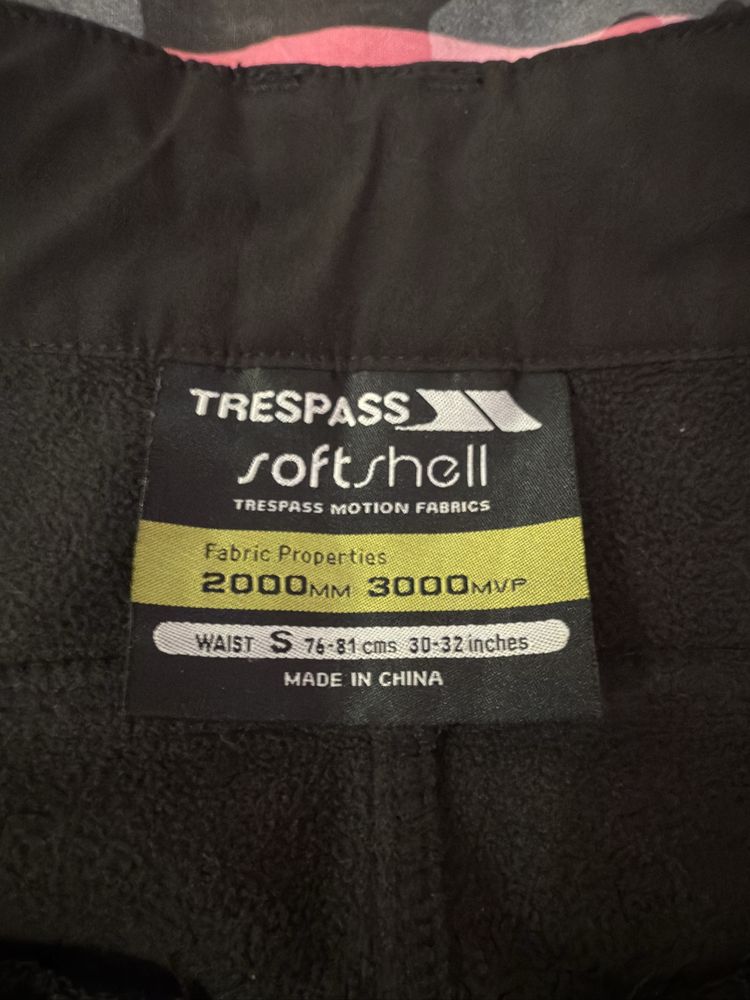 TRESPASS
softshell
TRESPASS MOTION FABRICS
Fabric Properties
2000MM 3000MVP
WAIST S 76-81 cms 30-32 inches
MADE IN CHINA